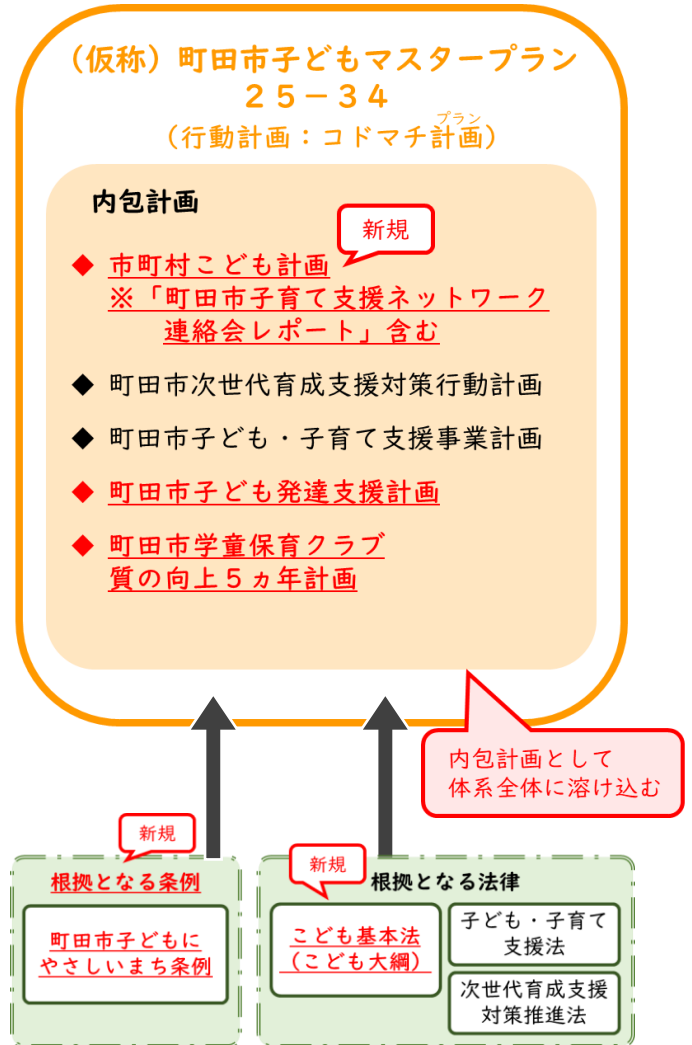 （仮称）町田市子どもマスタープラン
２５－３４
プラン
（行動計画：コドマチ計画）
内包計画
新規
◆ 市町村こども計画
※「町田市子育て支援ネットワーク
連絡会レポート」含む
◆ 町田市次世代育成支援対策行動計画
◆ 町田市子ども・子育て支援事業計画
◆ 町田市子ども発達支援計画
◆ 町田市学童保育クラブ
質の向上５ヵ年計画
内包計画として
体系全体に溶け込む
新規
根拠となる条例
町田市子どもに
やさしいまち条例
新規
根拠となる法律
こども基本法
（こども大綱）
子ども・子育て
支援法
次世代育成支援
対策推進法